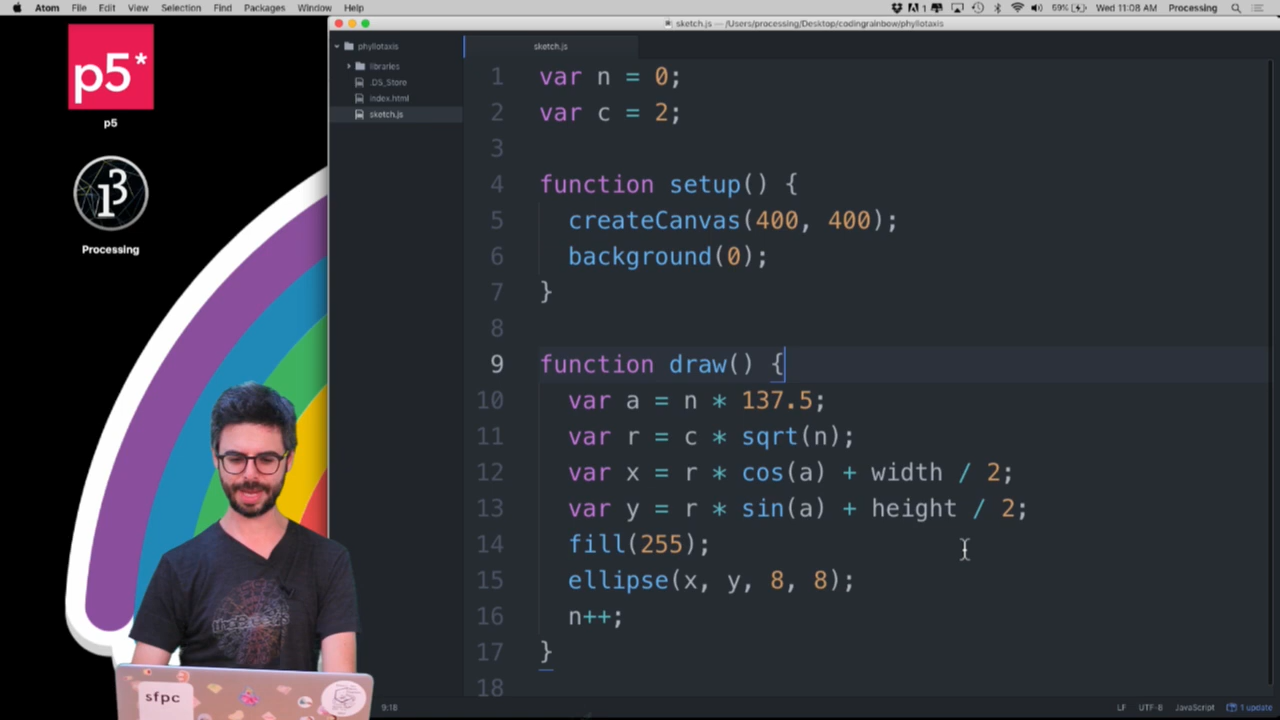 Atom File Edit View Selection Find Packages Window Help
1 59% Wed 11:08 AM Processing
sketch.js — /Users/processing/Desktop/codingrainbow/phyllotaxis
p5*
p5
Processing
phyllotaxis
libraries
.DS_Store
index.html
sketch.js
sketch.js
1 var n = 0;
2 var c = 2;
3
4 function setup() {
5 createCanvas(400, 400);
6 background(0);
7 }
8
9 function draw() {
10 var a = n * 137.5;
11 var r = c * sqrt(n);
12 var x = r * cos(a) + width / 2;
13 var y = r * sin(a) + height / 2;
14 fill(255);
15 ellipse(x, y, 8, 8);
16 n++;
17 }
18
sfpc
9:18
LF UTF-8 JavaScript 1 update